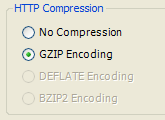 HTTP Compression
No Compression
GZIP Encoding
DEFLATE Encoding
BZIP2 Encoding